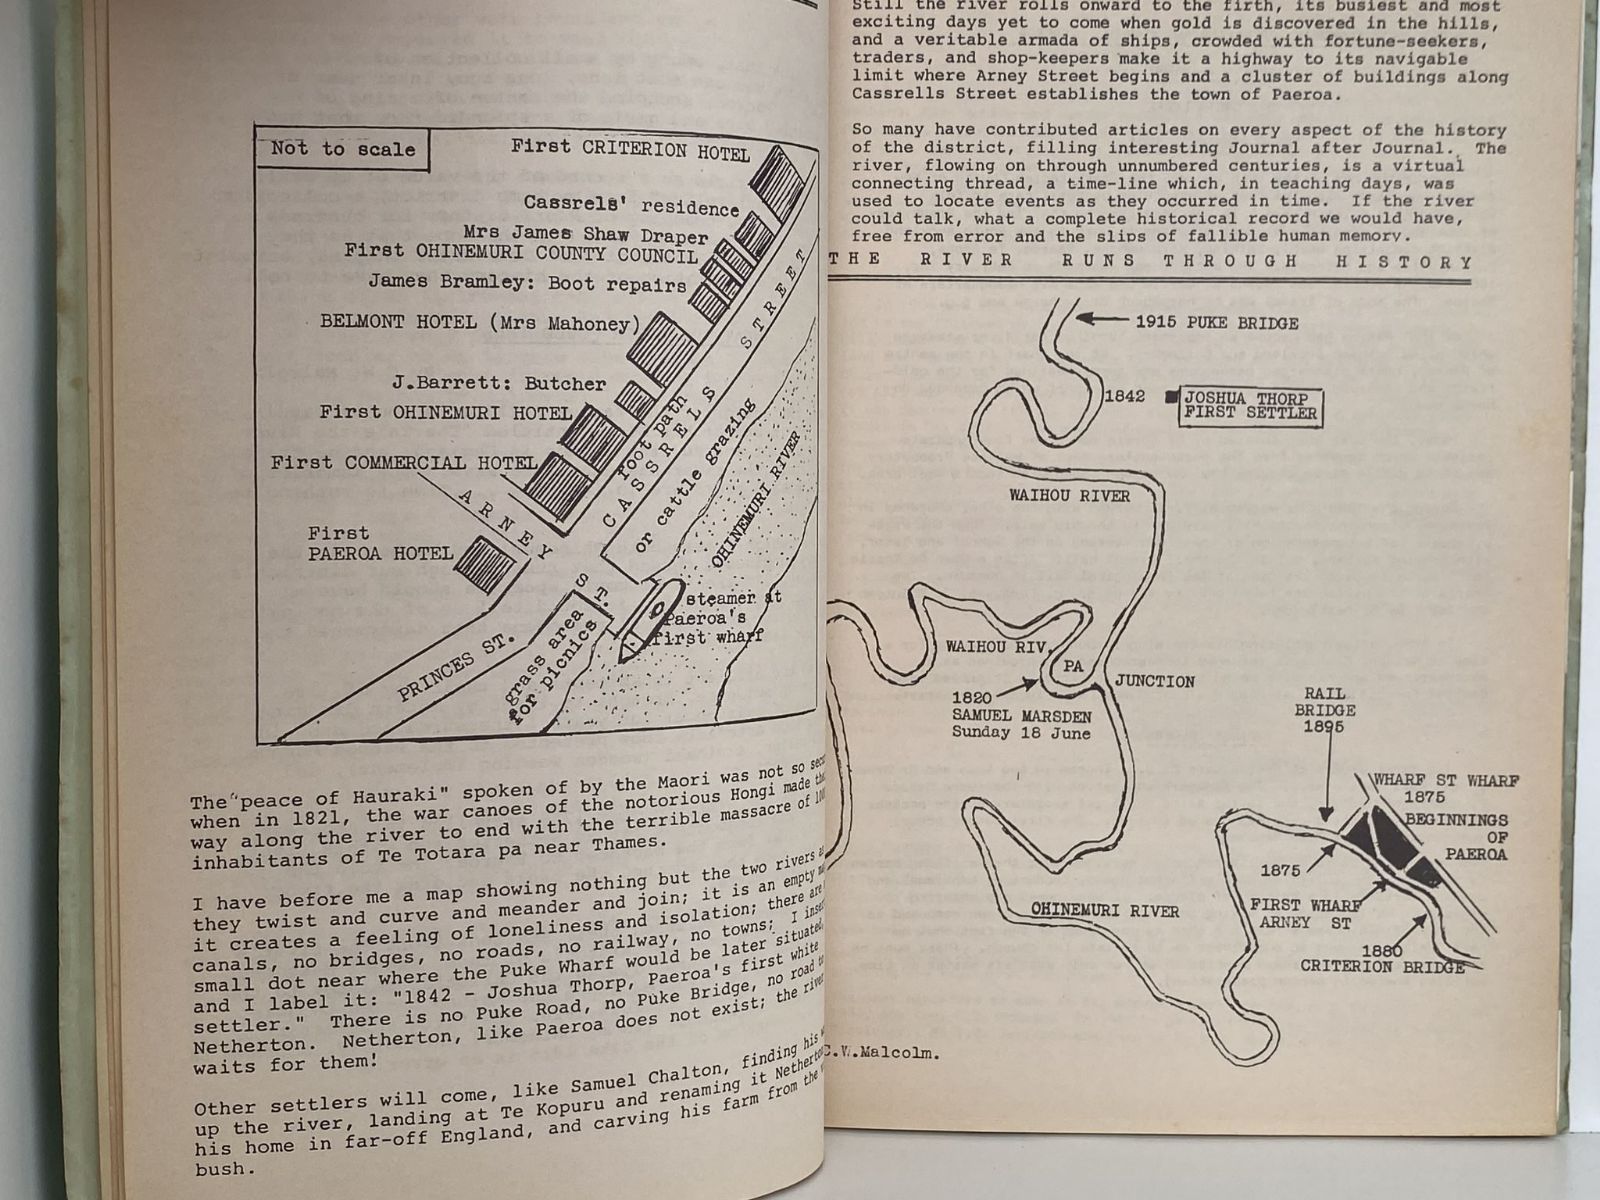 Not to scale
First CRITERION HOTEL
Cassrels' residence
Mrs James Shaw Draper
First OHINEMURI COUNTY COUNCIL
James Bramley: Boot repairs
BELMONT HOTEL (Mrs Mahoney)
J.Barrett: Butcher
First OHINEMURI HOTEL
First COMMERCIAL HOTEL
First
PAEROA HOTEL
ARNEY ST.
foot path
CASSRELS STREET
or cattle grazing
OHINEMURI RIVER
steamer at
Paeroa's
first wharf
PRINCES ST.
grass area
for picnics
The "peace of Hauraki" spoken of by the Maori was not so
when in 1821, the war canoes of the notorious Hongi made
way along the river to end with the terrible massacre of
inhabitants of Te Totara pa near Thames.
I have before me a map showing nothing but the two rivers
they twist and curve and meander and join; it is an empty
it creates a feeling of loneliness and isolation; there are
canals, no bridges, no roads, no railway, no towns; I
small dot near where the Puke Wharf would be later situated,
and I label it: "1842 - Joshua Thorp, Paeroa's first white
settler." There is no Puke Road, no Puke Bridge, no road
Netherton. Netherton, like Paeroa does not exist; the river
waits for them!
Other settlers will come, like Samuel Chalton, finding his
up the river, landing at Te Kopuru and renaming it
his home in far-off England, and carving his farm from the
bush.
Still the river rolls onward to the firth, its busiest and most
exciting days yet to come when gold is discovered in the hills,
and a veritable armada of ships, crowded with fortune-seekers,
traders, and shop-keepers make it a highway to its navigable
limit where Arney Street begins and a cluster of buildings along
Cassrells Street establishes the town of Paeroa.
So many have contributed articles on every aspect of the history
of the district, filling interesting Journal after Journal. The
river, flowing on through unnumbered centuries, is a virtual
connecting thread, a time-line which, in teaching days, was
used to locate events as they occurred in time. If the river
could talk, what a complete historical record we would have,
free from error and the slips of fallible human memory.
THE RIVER RUNS THROUGH HISTORY
1915 PUKE BRIDGE
1842
JOSHUA THORP
FIRST SETTLER
WAIHOU RIVER
WAIHOU RIV.
PA
JUNCTION
1820
SAMUEL MARSDEN
Sunday 18 June
RAIL
BRIDGE
1895
WHARF ST WHARF
1875
BEGINNINGS
OF
PAEROA
1875
FIRST WHARF
ARNEY ST
OHINEMURI RIVER
1880
CRITERION BRIDGE
C.W.Malcolm.